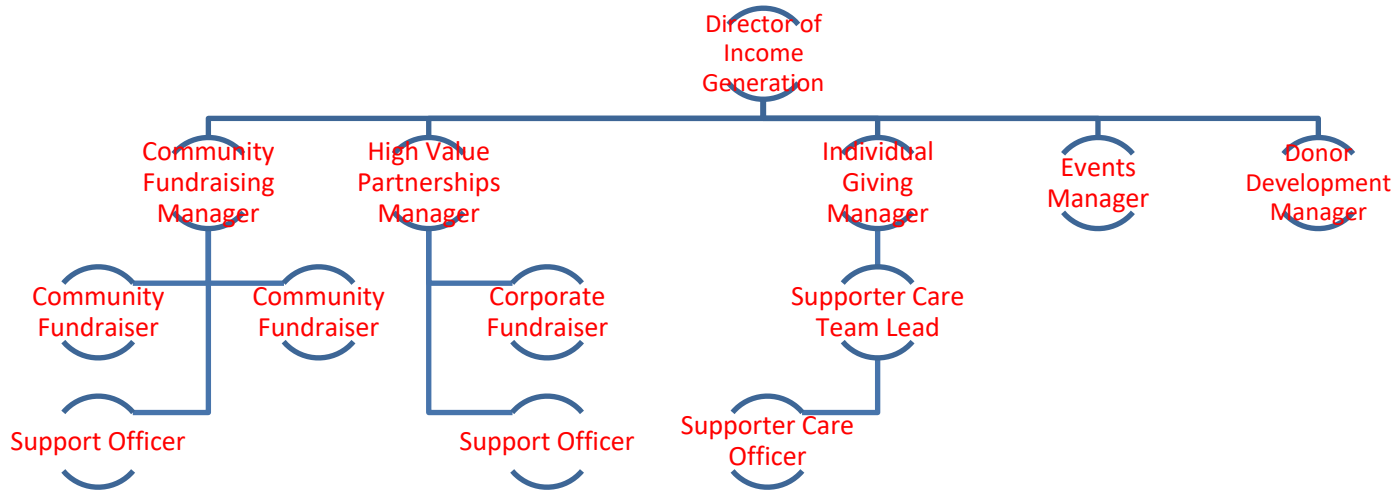 Director of
Income
Generation
Community
Fundraising
Manager
High Value
Partnerships
Manager
Individual
Giving
Manager
Events
Manager
Donor
Development
Manager
Community
Fundraiser
Community
Fundraiser
Corporate
Fundraiser
Supporter Care
Team Lead
Support Officer
Support Officer
Supporter Care
Officer